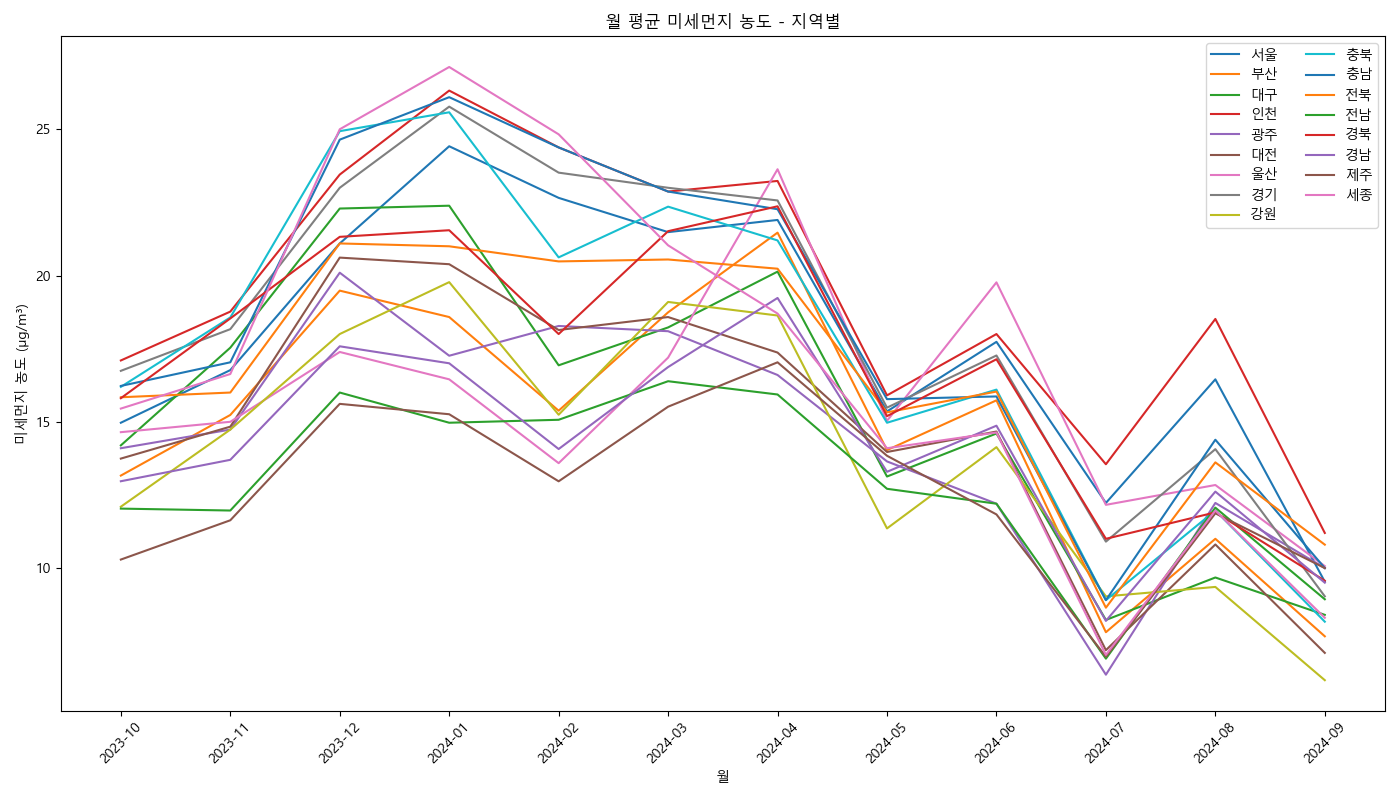 월 평균 미세먼지 농도 - 지역별
서울
부산
대구
인천
광주
대전
울산
경기
강원
충북
충남
전북
전남
경북
경남
제주
세종
미세먼지 농도 (μg/m³)
25
20
15
10
2023-10
2023-11
2023-12
2024-01
2024-02
2024-03
2024-04
2024-05
2024-06
2024-07
2024-08
2024-09
월